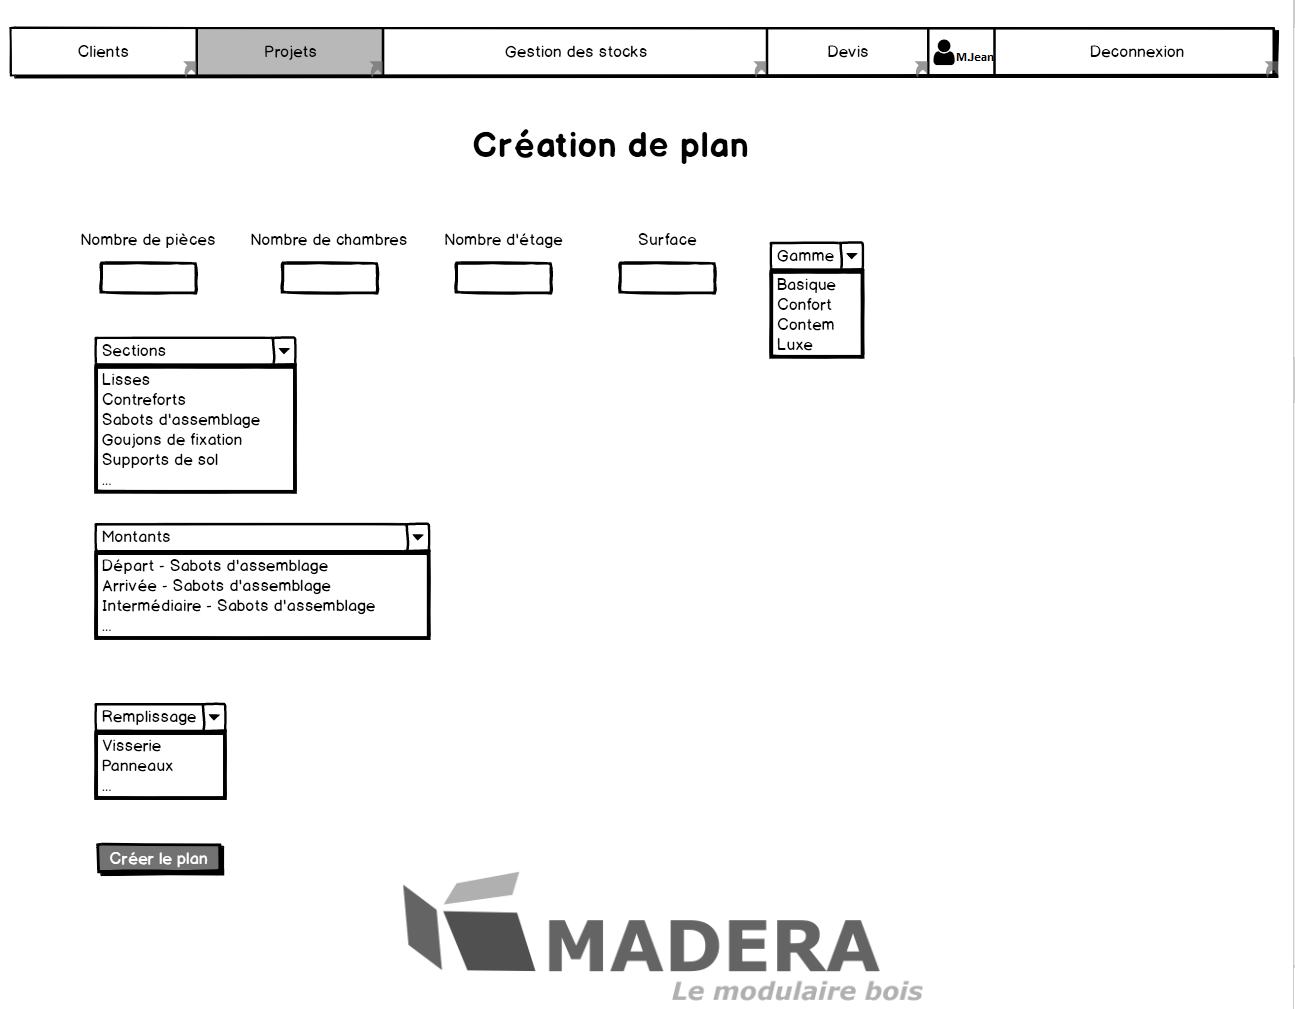 Clients Projets Gestion des stocks Devis M.Jean Deconnexion
Création de plan
Nombre de pièces Nombre de chambres Nombre d'étage Surface
Gamme
Basique
Confort
Contem
Luxe
Sections
Lisses
Contreforts
Sabots d'assemblage
Goujons de fixation
Supports de sol
...
Montants
Départ - Sabots d'assemblage
Arrivée - Sabots d'assemblage
Intermédiaire - Sabots d'assemblage
...
Remplissage
Visserie
Panneaux
...
Créer le plan
MADERA
Le modulaire bois